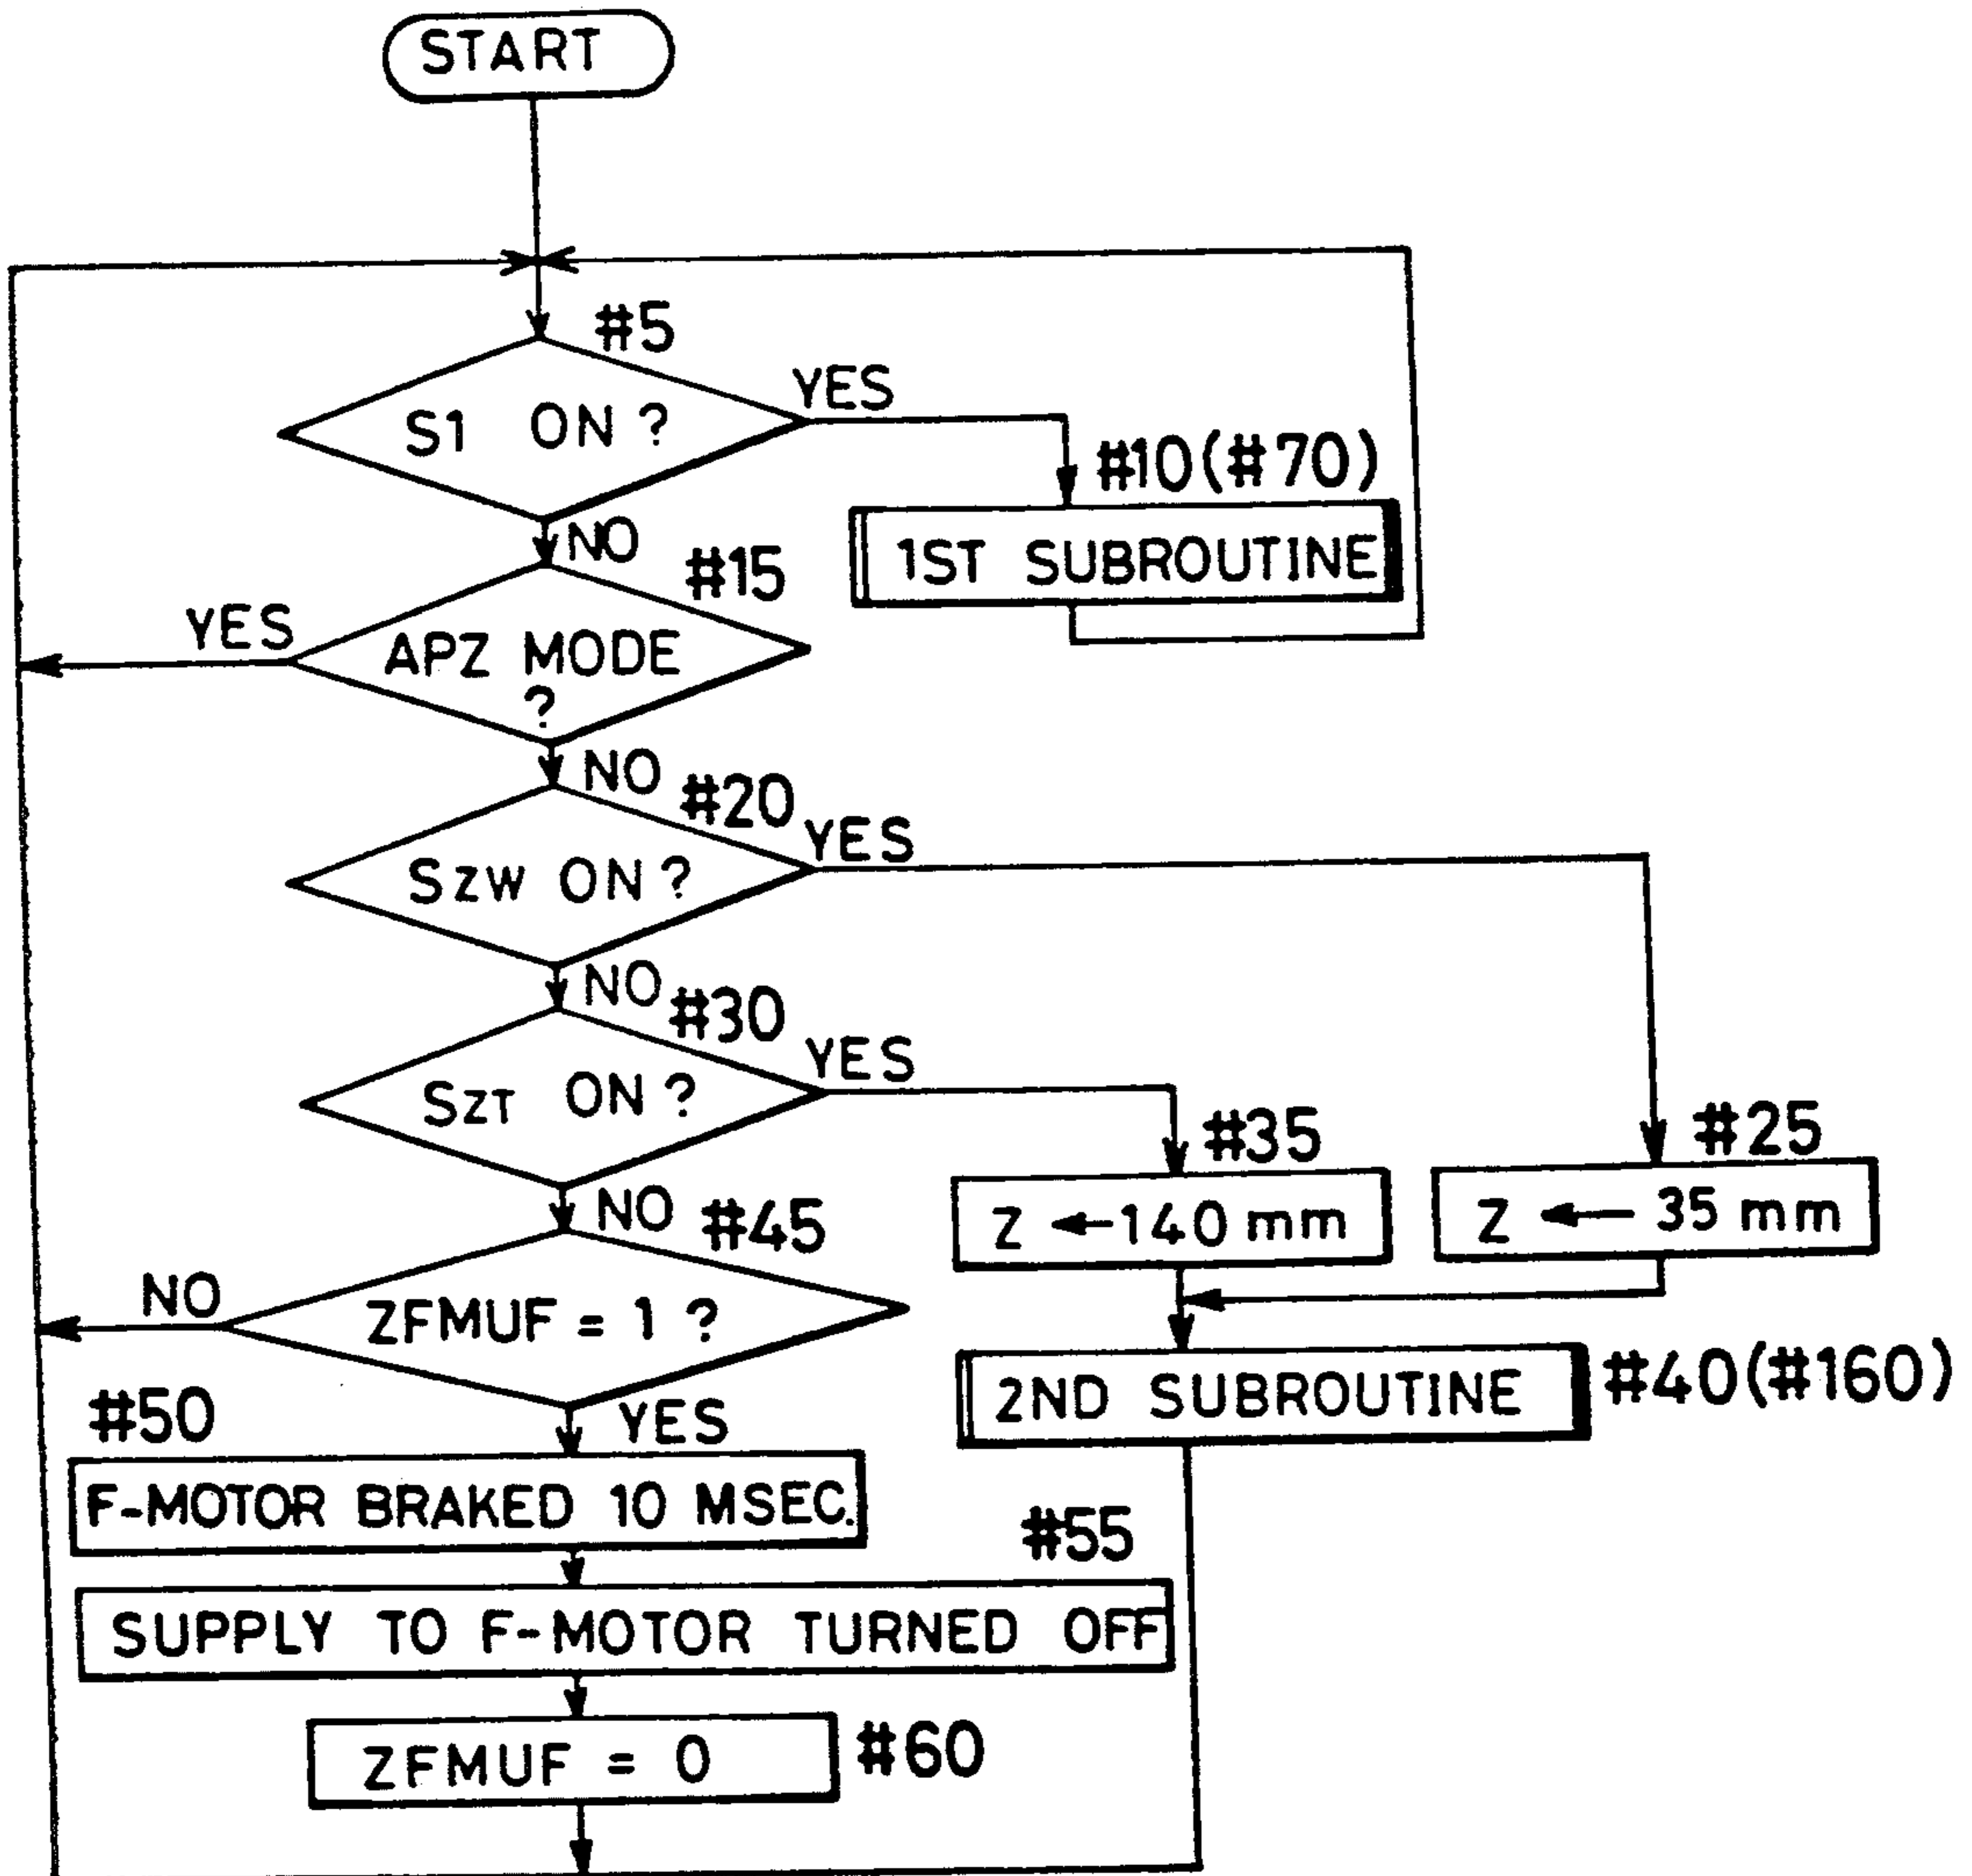 START
#5
S1 ON ?
YES
#10(#70)
1ST SUBROUTINE
NO
#15
YES
APZ MODE
?
NO
#20
YES
SZW ON ?
NO
#30
YES
SZT ON ?
#35
#25
Z ← 140 mm
Z ← 35 mm
NO
#45
NO
ZFMUF = 1 ?
2ND SUBROUTINE
#40(#160)
#50
YES
F-MOTOR BRAKED 10 MSEC.
#55
SUPPLY TO F-MOTOR TURNED OFF
ZFMUF = 0
#60